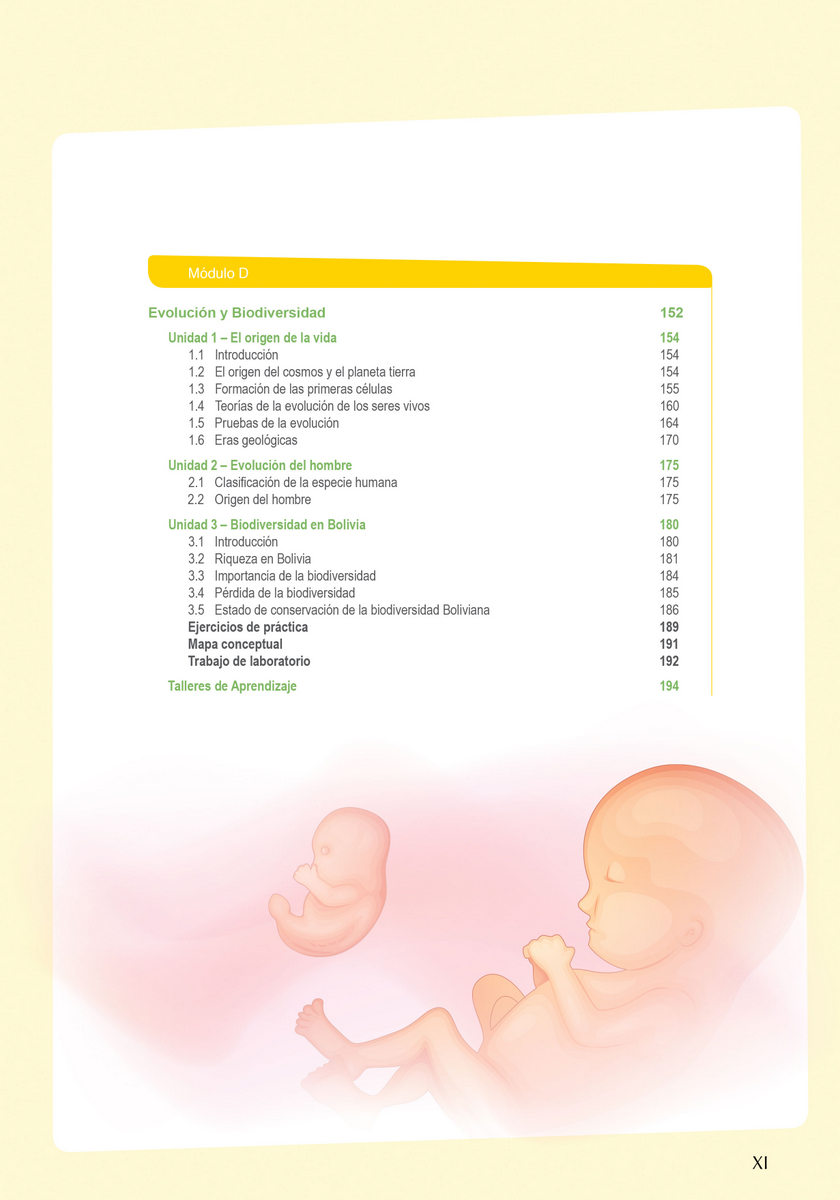 Módulo D
Evolución y Biodiversidad 152
Unidad 1 – El origen de la vida 154
1.1 Introducción 154
1.2 El origen del cosmos y el planeta tierra 154
1.3 Formación de las primeras células 155
1.4 Teorías de la evolución de los seres vivos 160
1.5 Pruebas de la evolución 164
1.6 Eras geológicas 170
Unidad 2 – Evolución del hombre 175
2.1 Clasificación de la especie humana 175
2.2 Origen del hombre 175
Unidad 3 – Biodiversidad en Bolivia 180
3.1 Introducción 180
3.2 Riqueza en Bolivia 181
3.3 Importancia de la biodiversidad 184
3.4 Pérdida de la biodiversidad 185
3.5 Estado de conservación de la biodiversidad Boliviana 186
Ejercicios de práctica 189
Mapa conceptual 191
Trabajo de laboratorio 192
Talleres de Aprendizaje 194
XI